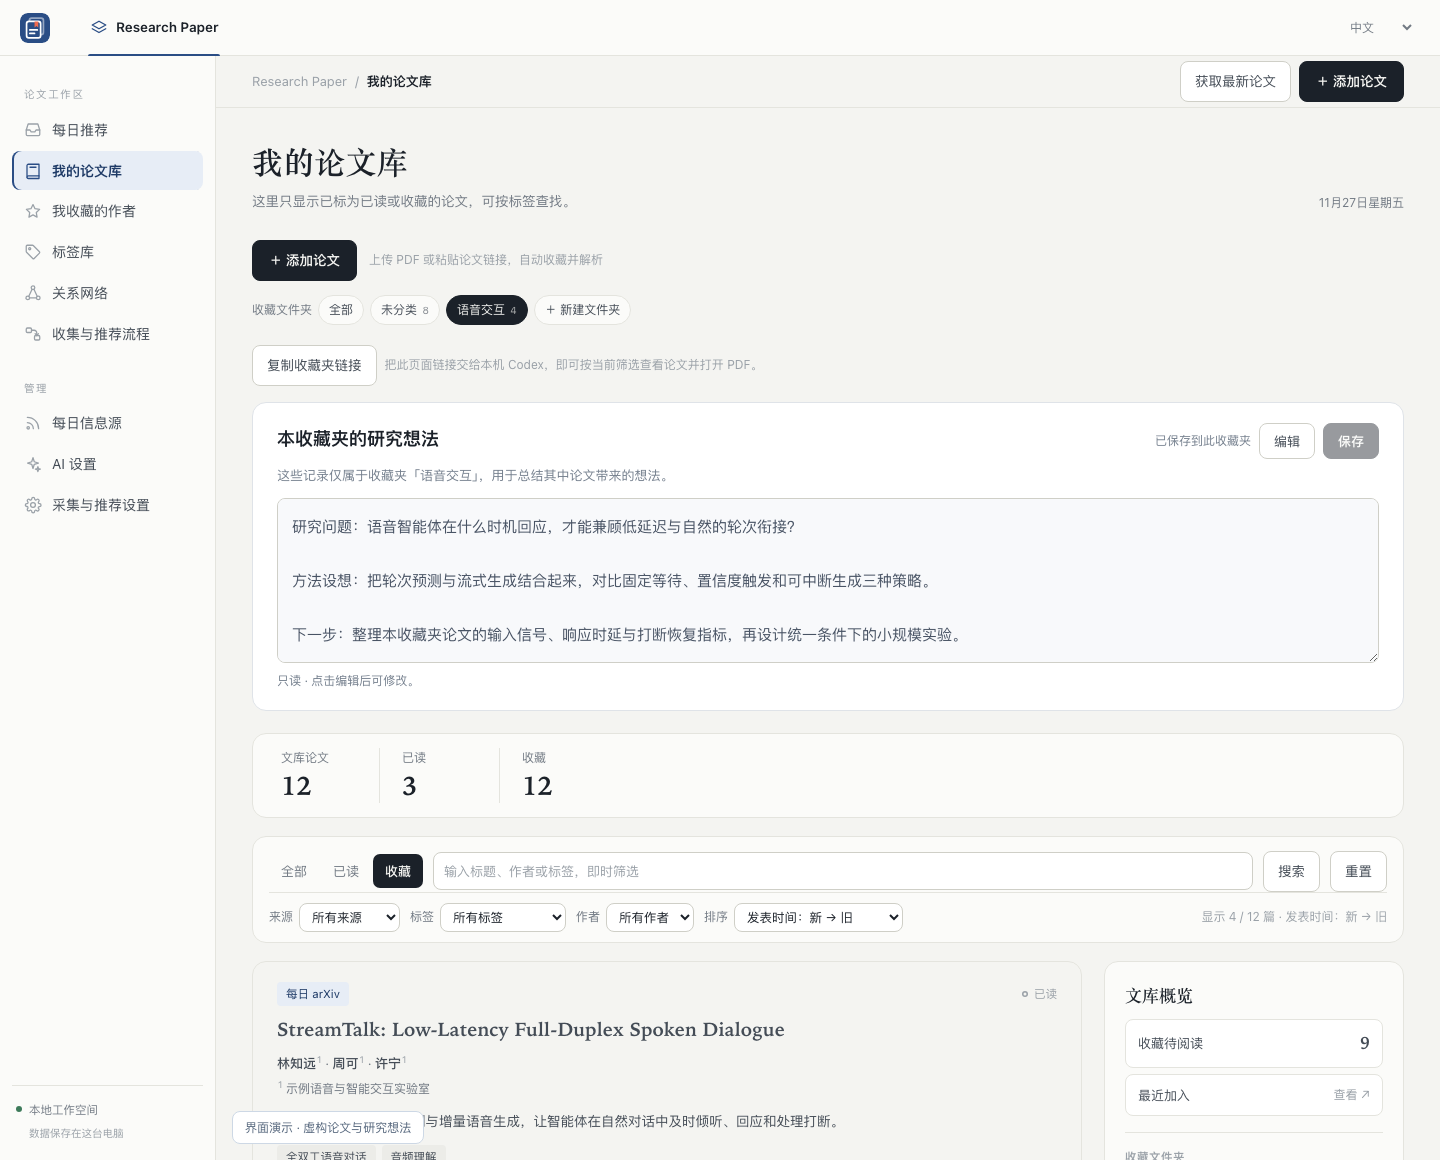 Research Paper
中文
论文工作区
每日推荐
我的论文库
我收藏的作者
标签库
关系网络
收集与推荐流程
管理
每日信息源
AI 设置
采集与推荐设置
本地工作空间
数据保存在这台电脑
Research Paper / 我的论文库
获取最新论文
+ 添加论文
我的论文库
这里只显示已标为已读或收藏的论文，可按标签查找。
11月27日星期五
+ 添加论文 上传 PDF 或粘贴论文链接，自动收藏并解析
收藏文件夹 全部 未分类 8 语音交互 4 + 新建文件夹
复制收藏夹链接 把此页面链接交给本机 Codex，即可按当前筛选查看论文并打开 PDF。
本收藏夹的研究想法
已保存到此收藏夹 编辑 保存
这些记录仅属于收藏夹「语音交互」，用于总结其中论文带来的想法。
研究问题：语音智能体在什么时机回应，才能兼顾低延迟与自然的轮次衔接？
方法设想：把轮次预测与流式生成结合起来，对比固定等待、置信度触发和可中断生成三种策略。
下一步：整理本收藏夹论文的输入信号、响应时延与打断恢复指标，再设计统一条件下的小规模实验。
只读 · 点击编辑后可修改。
文库论文 已读 收藏
12 3 12
全部 已读 收藏 输入标题、作者或标签，即时筛选 搜索 重置
来源 所有来源 标签 所有标签 作者 所有作者 排序 发表时间：新 → 旧 显示 4 / 12 篇 · 发表时间：新 → 旧
每日 arXiv 已读
StreamTalk: Low-Latency Full-Duplex Spoken Dialogue
林知远1 · 周可1 · 许宁1
1 示例语音与智能交互实验室
与增量语音生成，让智能体在自然对话中及时倾听、回应和处理打断。
界面演示 · 虚构论文与研究想法
全双工语音对话 音频理解
文库概览
收藏待阅读 9
最近加入 查看 ↗
收藏文件夹